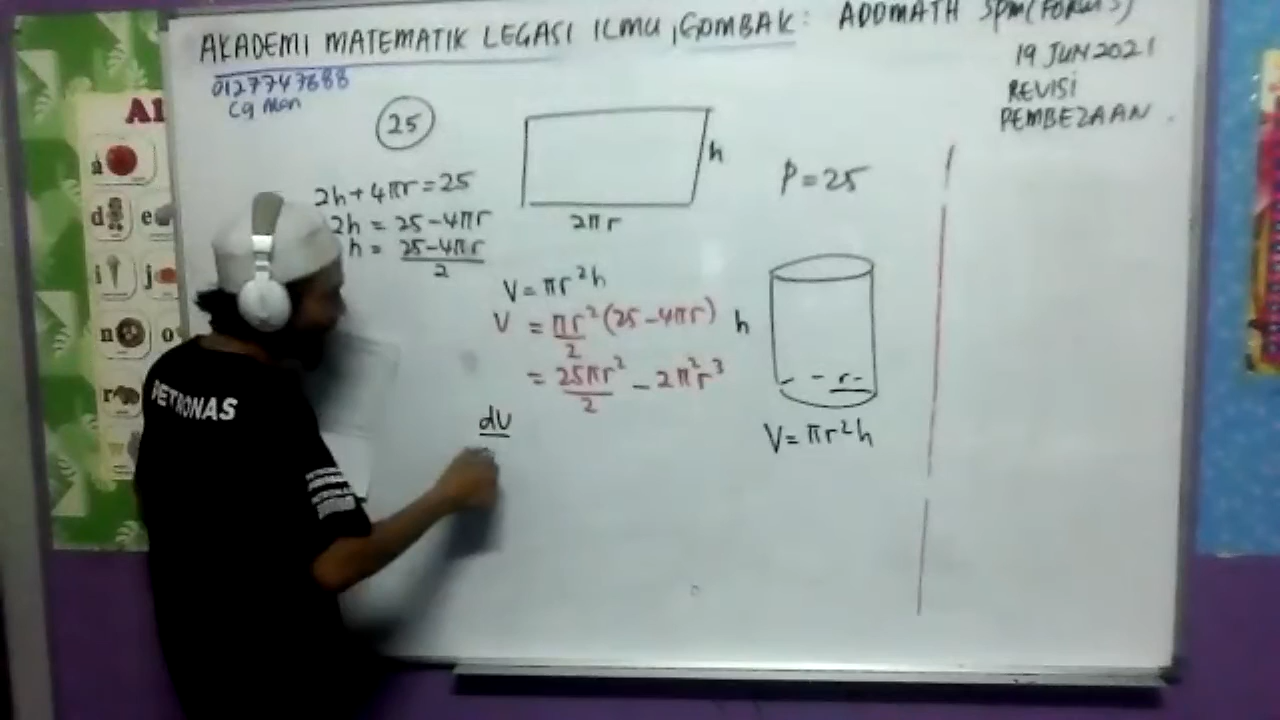 AKADEMI MATEMATIK LEGASI ILMU, GOMBAK: ADDMATH SPM (FORM 5)
0127747688
19 JUN 2021
REVISI
PEMBEZAAN.
25
2h + 4πr = 25
2h = 25 - 4πr
h = 25 - 4πr / 2
h
2πr
P = 25
V = πr²h
V = πr²/2 (25 - 4πr)
= 25πr²/2 - 2π²r³
dV
h
r
V = πr²h
A
d e
i j
n o
r
PETRONAS